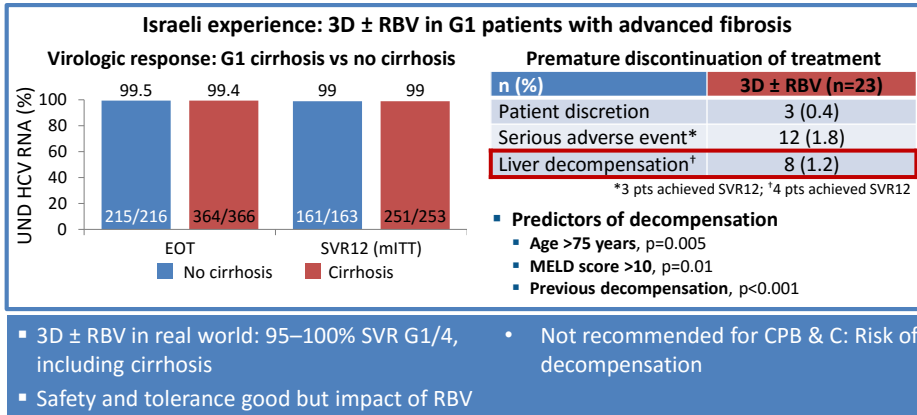 Israeli experience: 3D ± RBV in G1 patients with advanced fibrosis
Virologic response: G1 cirrhosis vs no cirrhosis
UND HCV RNA (%)
100
80
60
40
20
0
99.5
99.4
99
99
215/216
364/366
161/163
251/253
EOT
SVR12 (mITT)
No cirrhosis
Cirrhosis
Premature discontinuation of treatment
n (%) 3D ± RBV (n=23)
Patient discretion 3 (0.4)
Serious adverse event* 12 (1.8)
Liver decompensation† 8 (1.2)
*3 pts achieved SVR12; †4 pts achieved SVR12
▪ Predictors of decompensation
▪ Age >75 years, p=0.005
▪ MELD score >10, p=0.01
▪ Previous decompensation, p<0.001
▪ 3D ± RBV in real world: 95–100% SVR G1/4,
including cirrhosis
▪ Safety and tolerance good but impact of RBV
• Not recommended for CPB & C: Risk of
decompensation